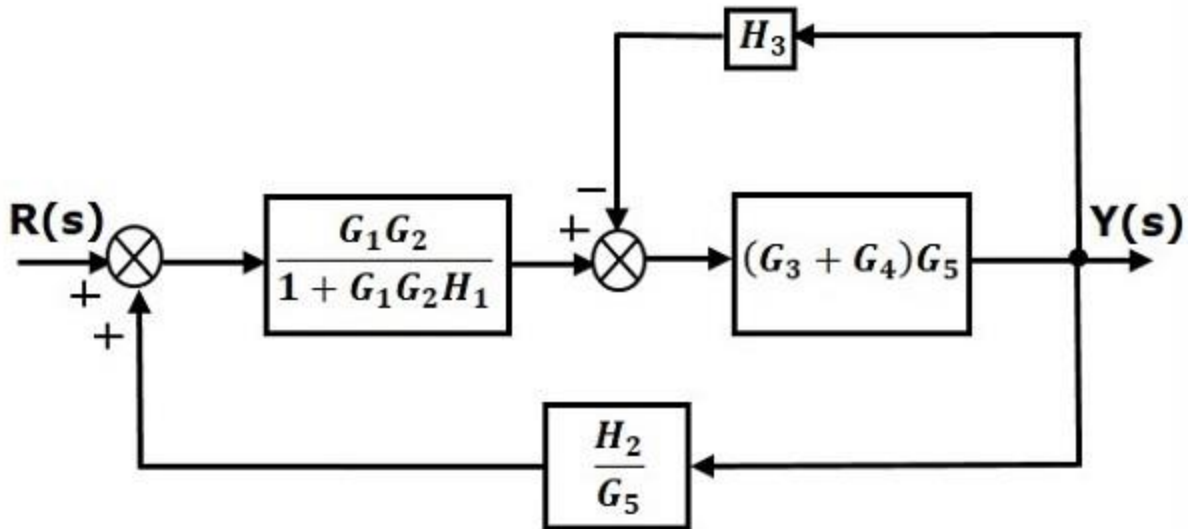 H₃
−
R(s)
+
Y(s)
G₁G₂
1 + G₁G₂H₁
(G₃ + G₄)G₅
+
+
H₂
G₅